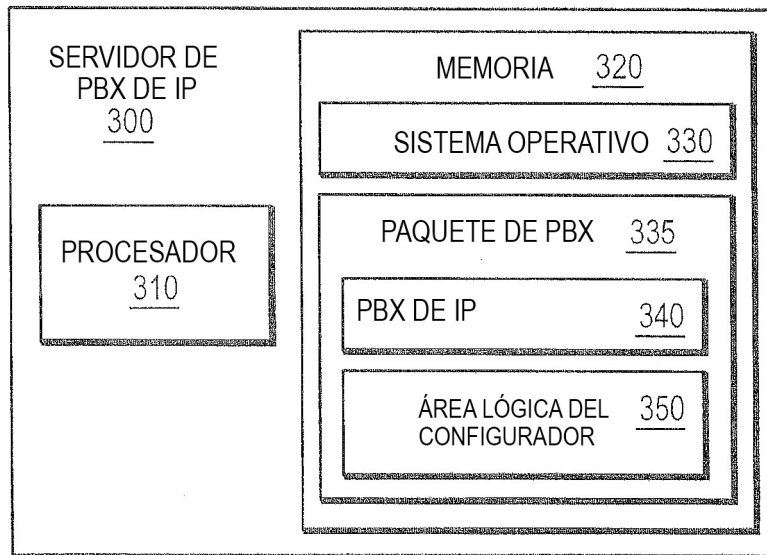 SERVIDOR DE
PBX DE IP
300
PROCESADOR
310
MEMORIA 320
SISTEMA OPERATIVO 330
PAQUETE DE PBX 335
PBX DE IP 340
ÁREA LÓGICA DEL 350
CONFIGURADOR